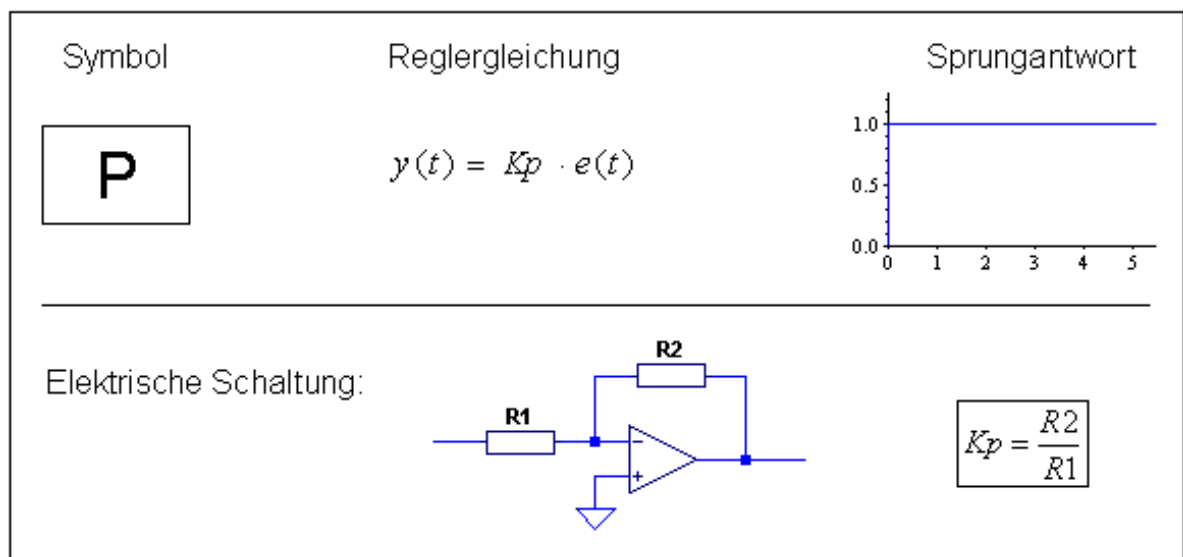 Symbol Reglergleichung Sprungantwort
P
y(t) = Kp · e(t)
1.0
0.5
0.0
0 1 2 3 4 5
Elektrische Schaltung:
R2
R1
−
+
Kp = R2/R1